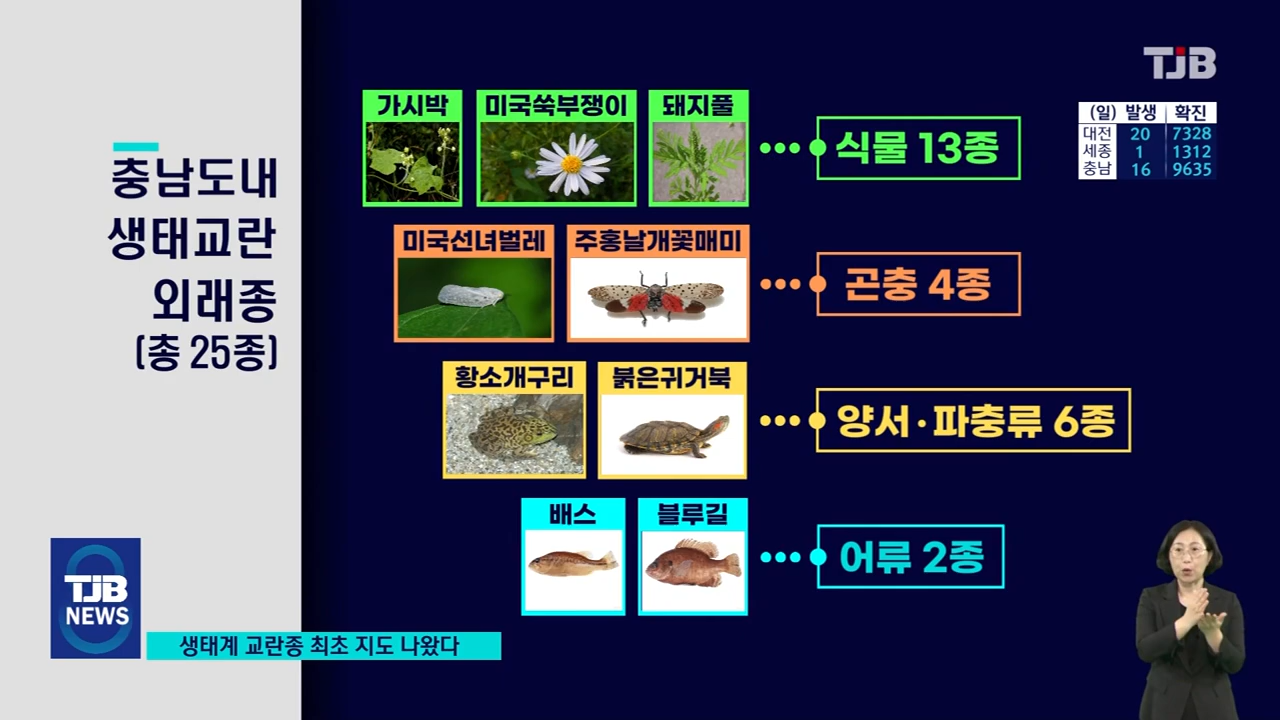 TJB
(일) 발생 확진
대전 20 7328
세종 1 1312
충남 16 9635
충남도내
생태교란
외래종
(총 25종)
가시박 미국쑥부쟁이 돼지풀
식물 13종
미국선녀벌레 주홍날개꽃매미
곤충 4종
황소개구리 붉은귀거북
양서·파충류 6종
배스 블루길
어류 2종
8
TJB
NEWS
생태계 교란종 최초 지도 나왔다